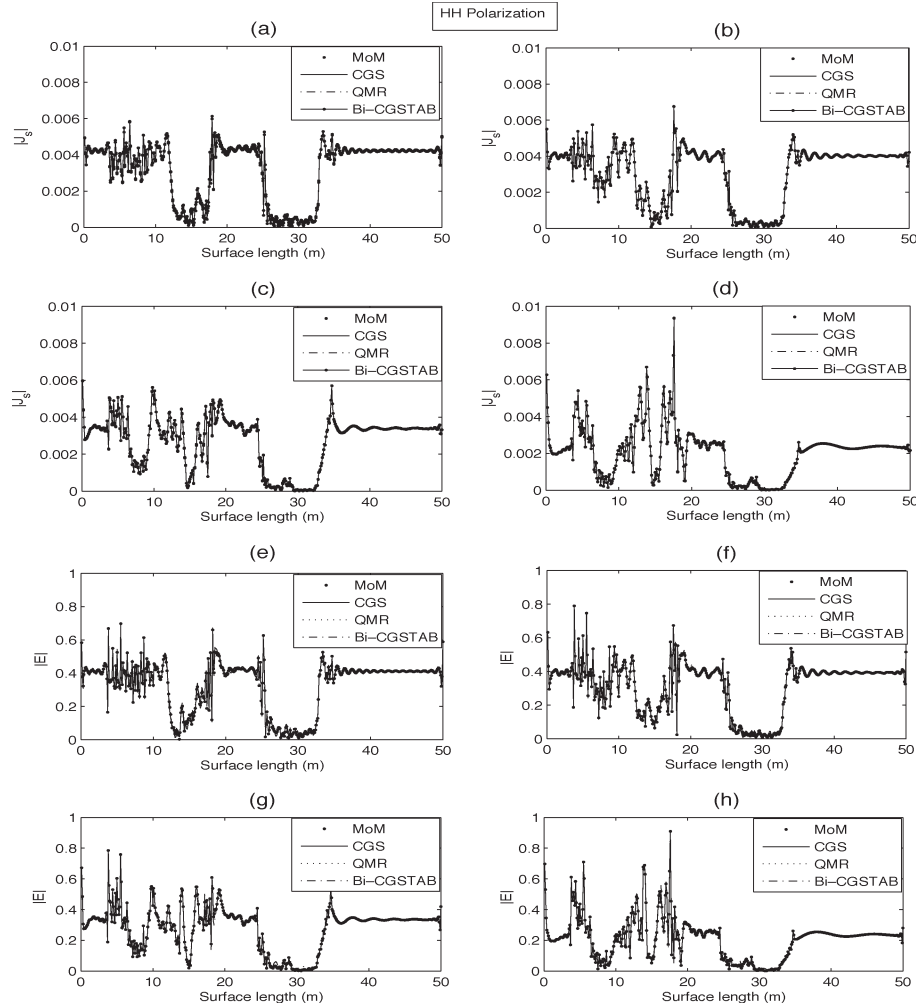 HH Polarization
(a)
0.01
0.008
0.006
0.004
0.002
0
|J_s|
MoM
CGS
QMR
Bi–CGSTAB
0 10 20 30 40 50
Surface length (m)
(b)
0.01
0.008
0.006
0.004
0.002
0
|J_s|
MoM
CGS
QMR
Bi–CGSTAB
0 10 20 30 40 50
Surface length (m)
(c)
0.01
0.008
0.006
0.004
0.002
0
|J_s|
MoM
CGS
QMR
Bi–CGSTAB
0 10 20 30 40 50
Surface length (m)
(d)
0.01
0.008
0.006
0.004
0.002
0
|J_s|
MoM
CGS
QMR
Bi–CGSTAB
0 10 20 30 40 50
Surface length (m)
(e)
1
0.8
0.6
0.4
0.2
0
|E|
MoM
CGS
QMR
Bi–CGSTAB
0 10 20 30 40 50
Surface length (m)
(f)
1
0.8
0.6
0.4
0.2
0
|E|
MoM
CGS
QMR
Bi–CGSTAB
0 10 20 30 40 50
Surface length (m)
(g)
1
0.8
0.6
0.4
0.2
0
|E|
MoM
CGS
QMR
Bi–CGSTAB
0 10 20 30 40 50
Surface length (m)
(h)
1
0.8
0.6
0.4
0.2
0
|E|
MoM
CGS
QMR
Bi–CGSTAB
0 10 20 30 40 50
Surface length (m)